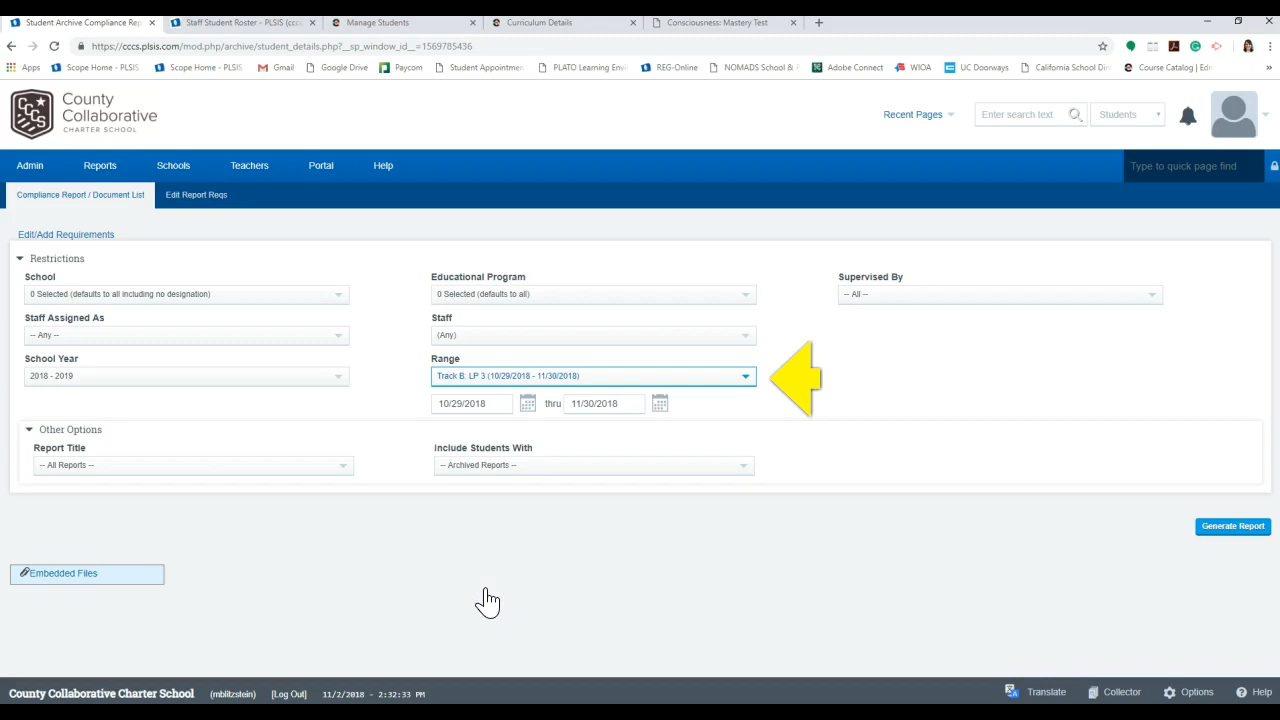 Student Archive Compliance Rep
Staff Student Roster - PLSIS (ccc
Manage Students
Curriculum Details
Consciousness: Mastery Test
https://cccs.plsis.com/mod.php/archive/student_details.php?__sp_window_id__=1569785436
Apps
Scope Home - PLSIS
Scope Home - PLSIS
Gmail
Google Drive
Paycom
Student Appointmen
PLATO Learning Envi
REG-Online
NOMADS School & P
Adobe Connect
WIOA
UC Doorways
California School Dir
Course Catalog | Edm
CCCS
County
Collaborative
CHARTER SCHOOL
Recent Pages
Enter search text
Students
Admin
Reports
Schools
Teachers
Portal
Help
Type to quick page find
Compliance Report / Document List
Edit Report Reqs
Edit/Add Requirements
Restrictions
School
Educational Program
Supervised By
0 Selected (defaults to all including no designation)
0 Selected (defaults to all)
-- All --
Staff Assigned As
Staff
-- Any --
(Any)
School Year
Range
2018 - 2019
Track B: LP 3 (10/29/2018 - 11/30/2018)
10/29/2018
thru
11/30/2018
Other Options
Report Title
Include Students With
-- All Reports --
-- Archived Reports --
Generate Report
Embedded Files
County Collaborative Charter School
(mblitzstein)
[Log Out]
11/2/2018 - 2:32:33 PM
Translate
Collector
Options
Help